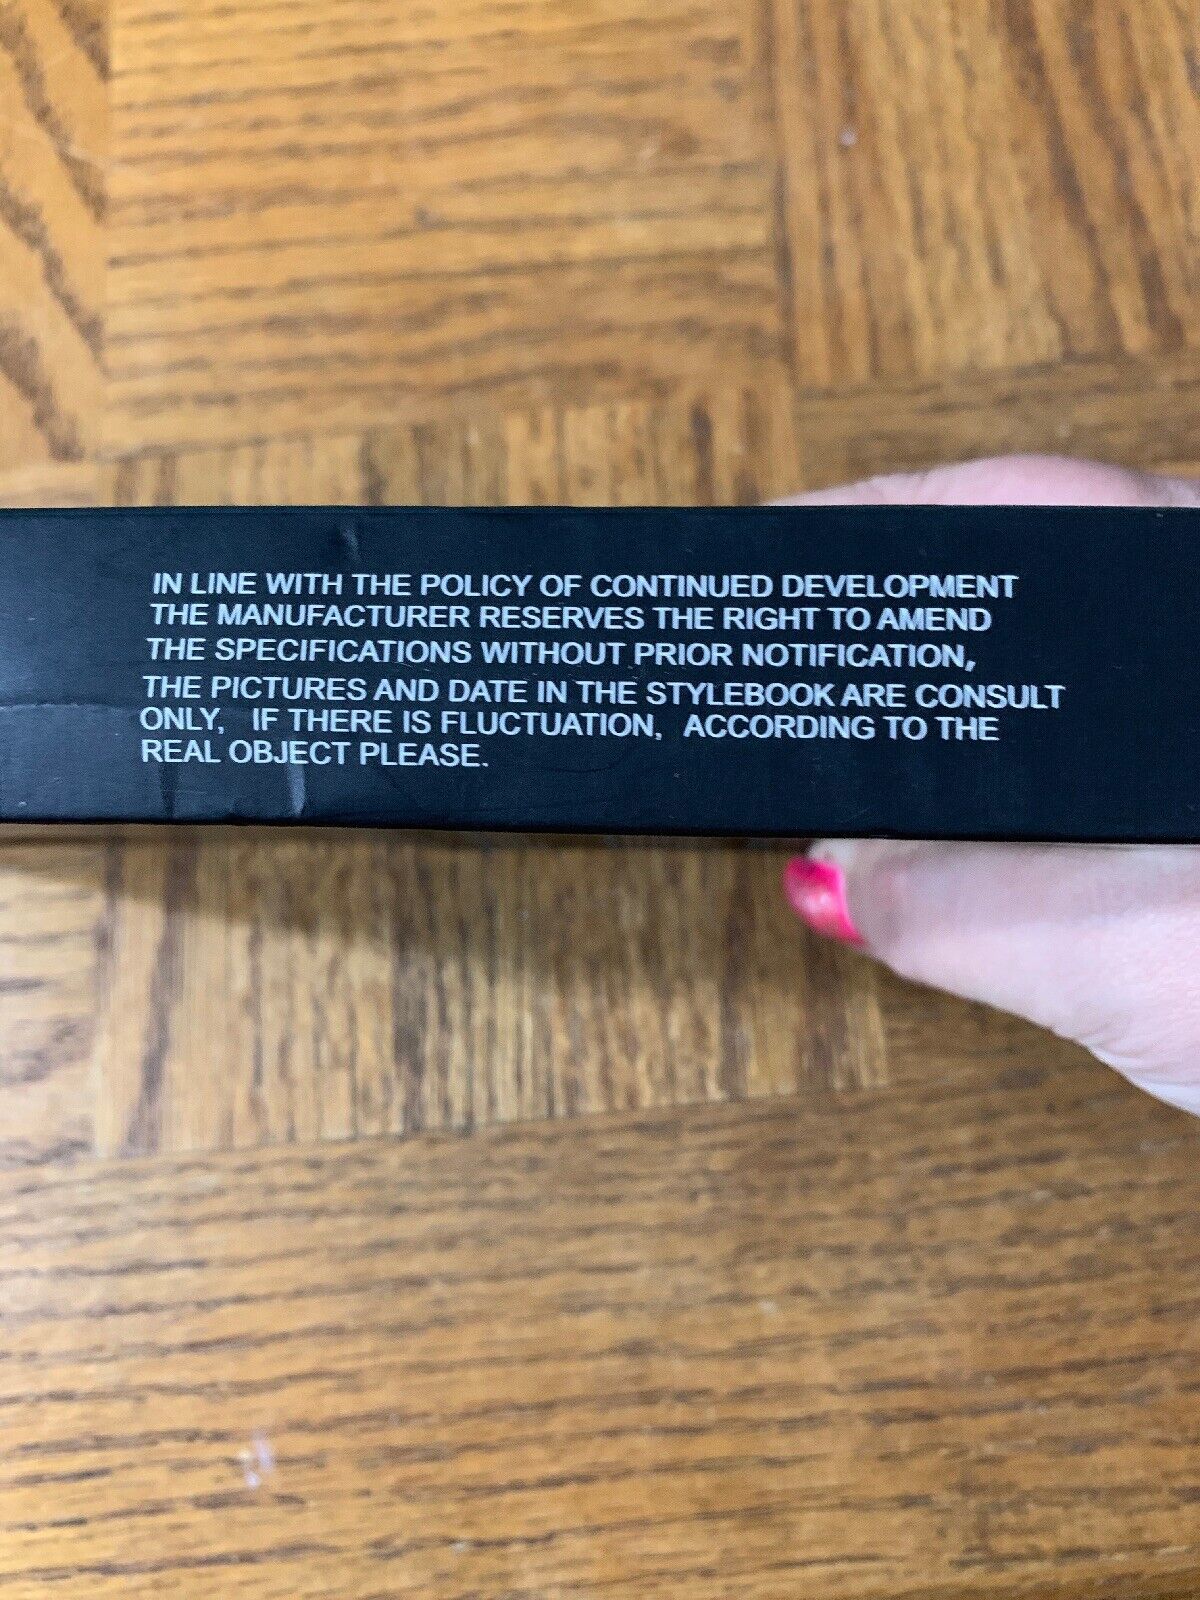 IN LINE WITH THE POLICY OF CONTINUED DEVELOPMENT
THE MANUFACTURER RESERVES THE RIGHT TO AMEND
THE SPECIFICATIONS WITHOUT PRIOR NOTIFICATION,
THE PICTURES AND DATE IN THE STYLEBOOK ARE CONSULT
ONLY, IF THERE IS FLUCTUATION, ACCORDING TO THE
REAL OBJECT PLEASE.